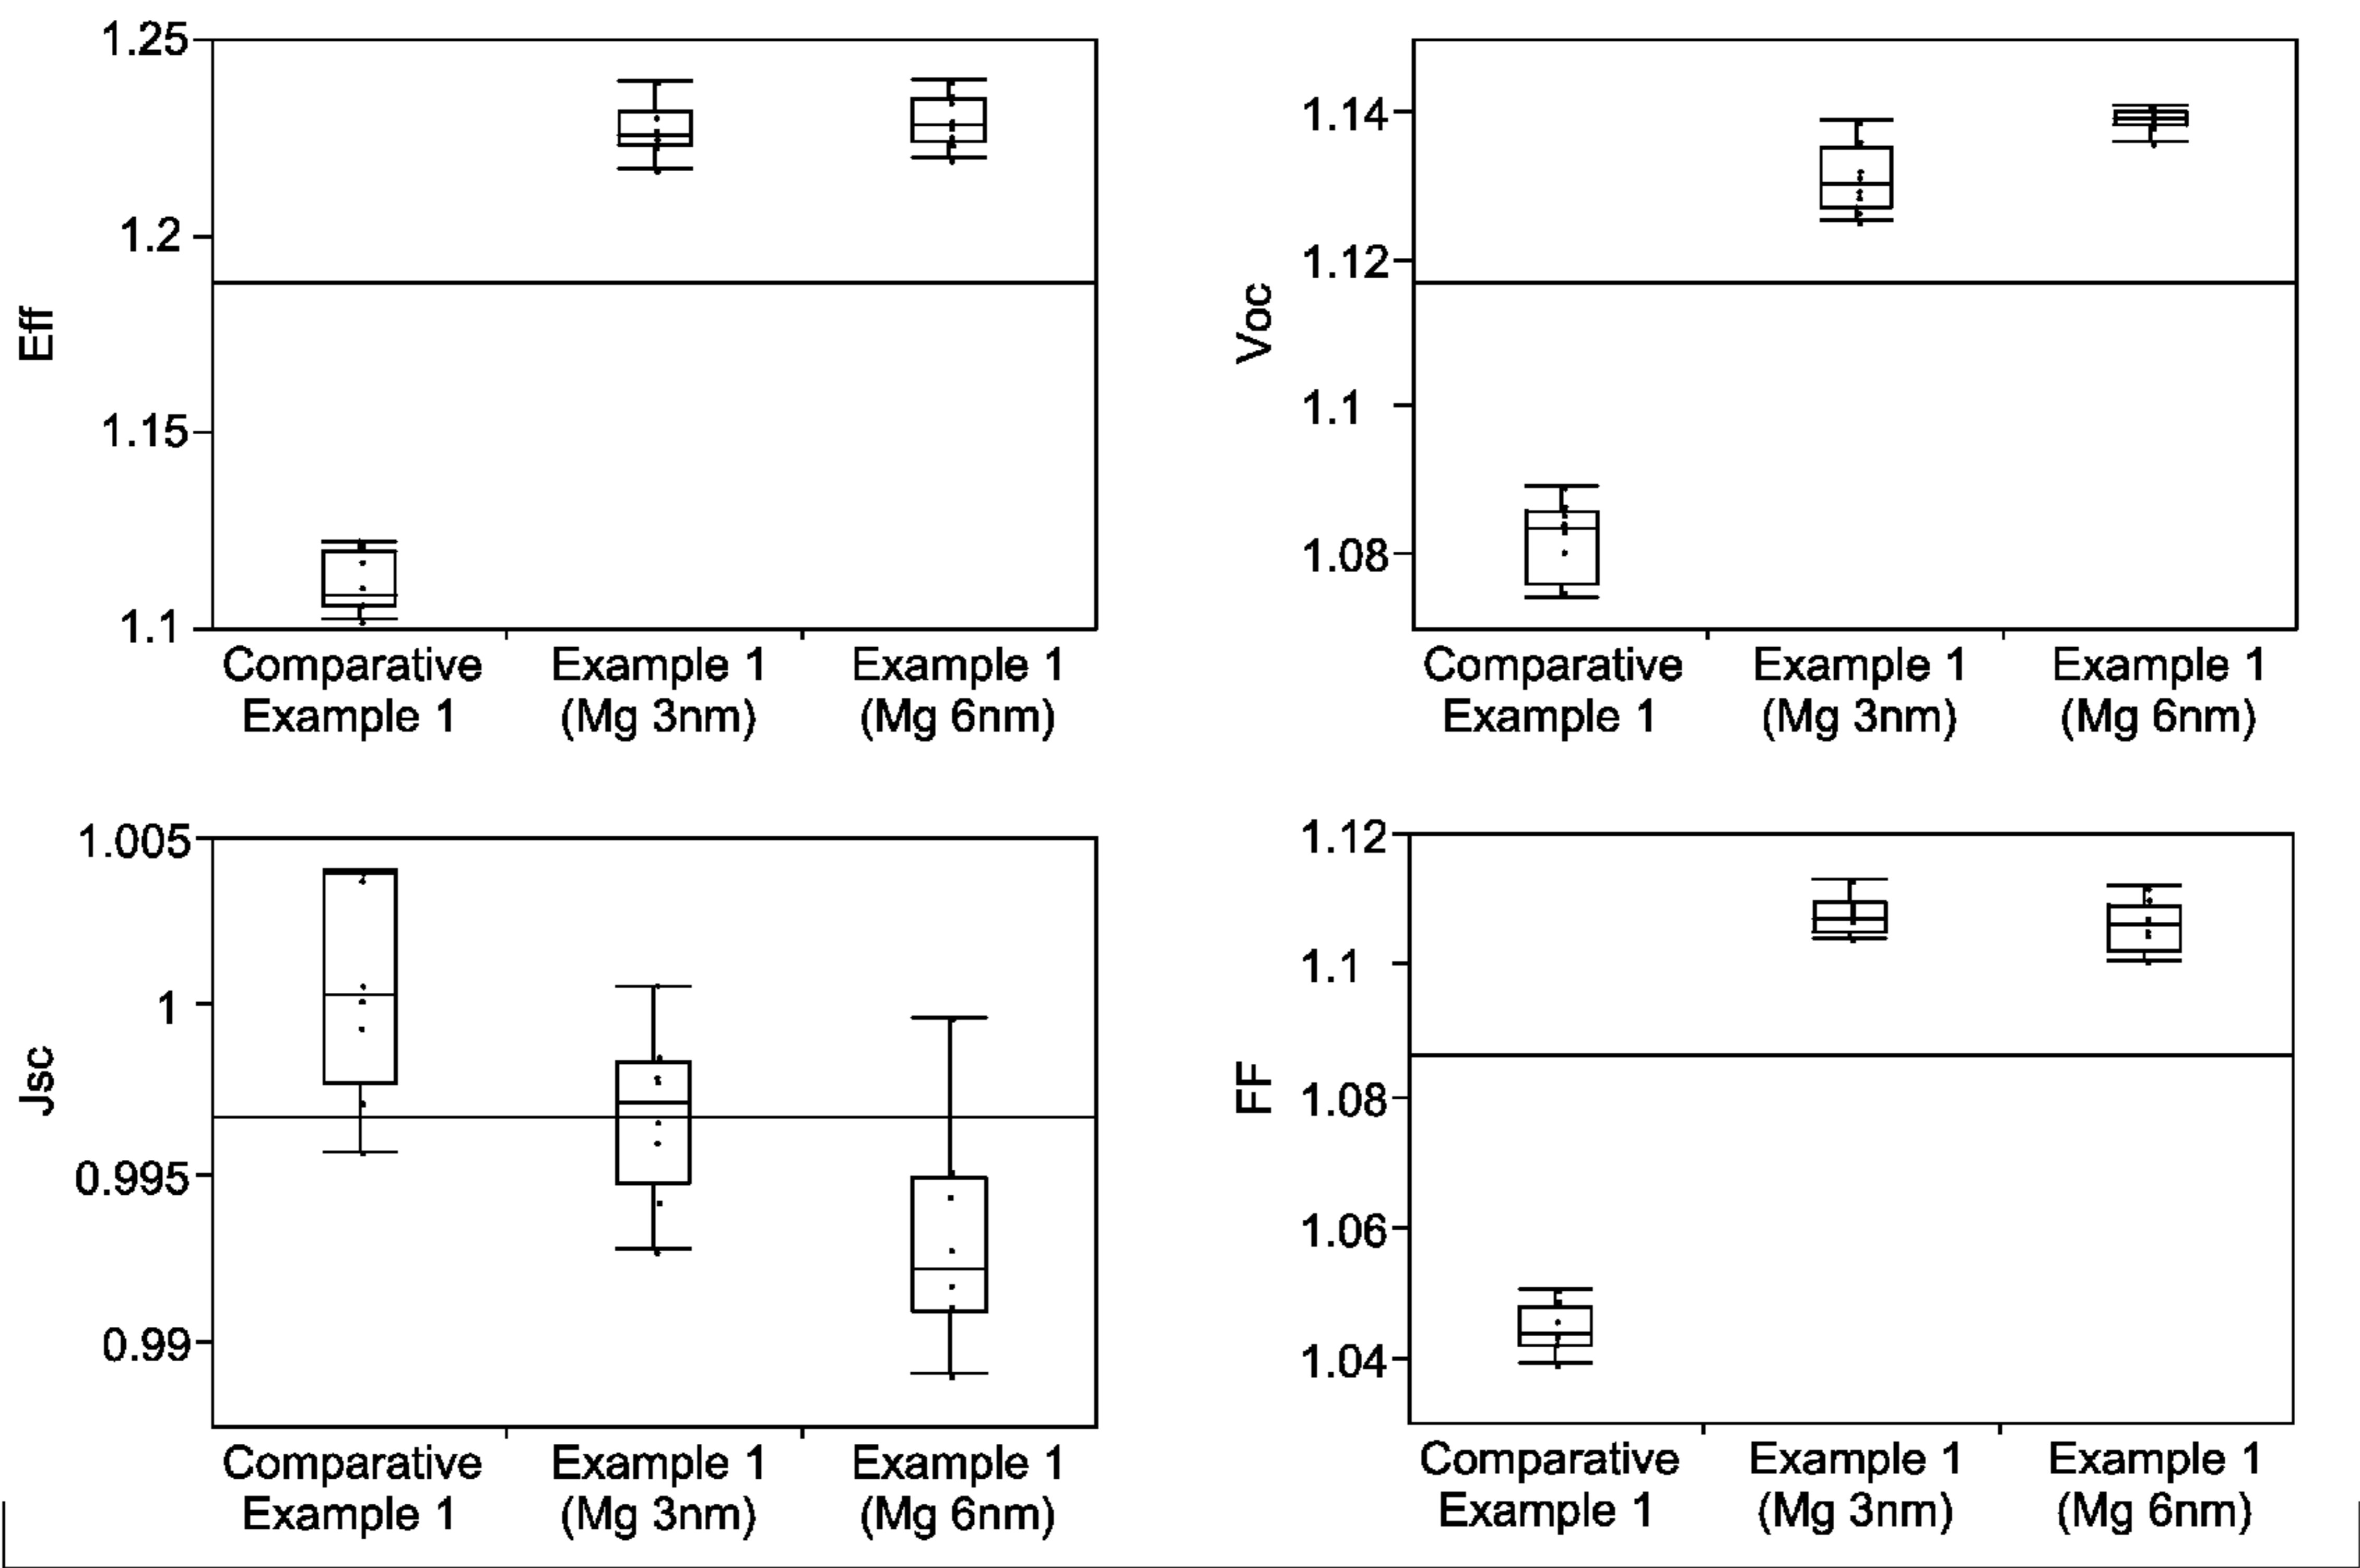 Eff
1.25
1.2
1.15
1.1
Comparative Example 1
Example 1 (Mg 3nm)
Example 1 (Mg 6nm)
Voc
1.14
1.12
1.1
1.08
Comparative Example 1
Example 1 (Mg 3nm)
Example 1 (Mg 6nm)
Jsc
1.005
1
0.995
0.99
Comparative Example 1
Example 1 (Mg 3nm)
Example 1 (Mg 6nm)
FF
1.12
1.1
1.08
1.06
1.04
Comparative Example 1
Example 1 (Mg 3nm)
Example 1 (Mg 6nm)